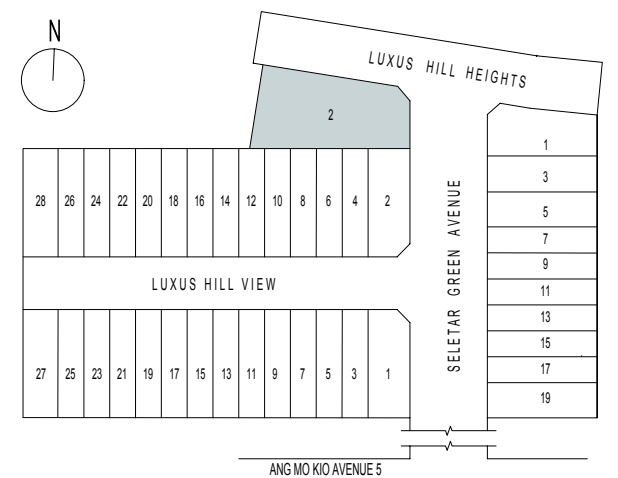 N
LUXUS HILL HEIGHTS
2
1
3
5
7
9
11
13
15
17
19
28 26 24 22 20 18 16 14 12 10 8 6 4 2
SELETAR GREEN AVENUE
LUXUS HILL VIEW
27 25 23 21 19 17 15 13 11 9 7 5 3 1
ANG MO KIO AVENUE 5